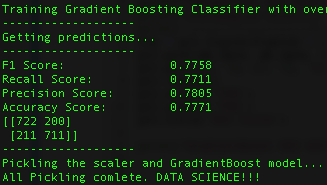 Training Gradient Boosting Classifier with over
--------------------
Getting predictions...
--------------------
F1 Score: 0.7758
Recall Score: 0.7711
Precision Score: 0.7805
Accuracy Score: 0.7771
[[722 200]
[211 711]]
--------------------
Pickling the scaler and GradientBoost model...
All Pickling comlete. DATA SCIENCE!!!